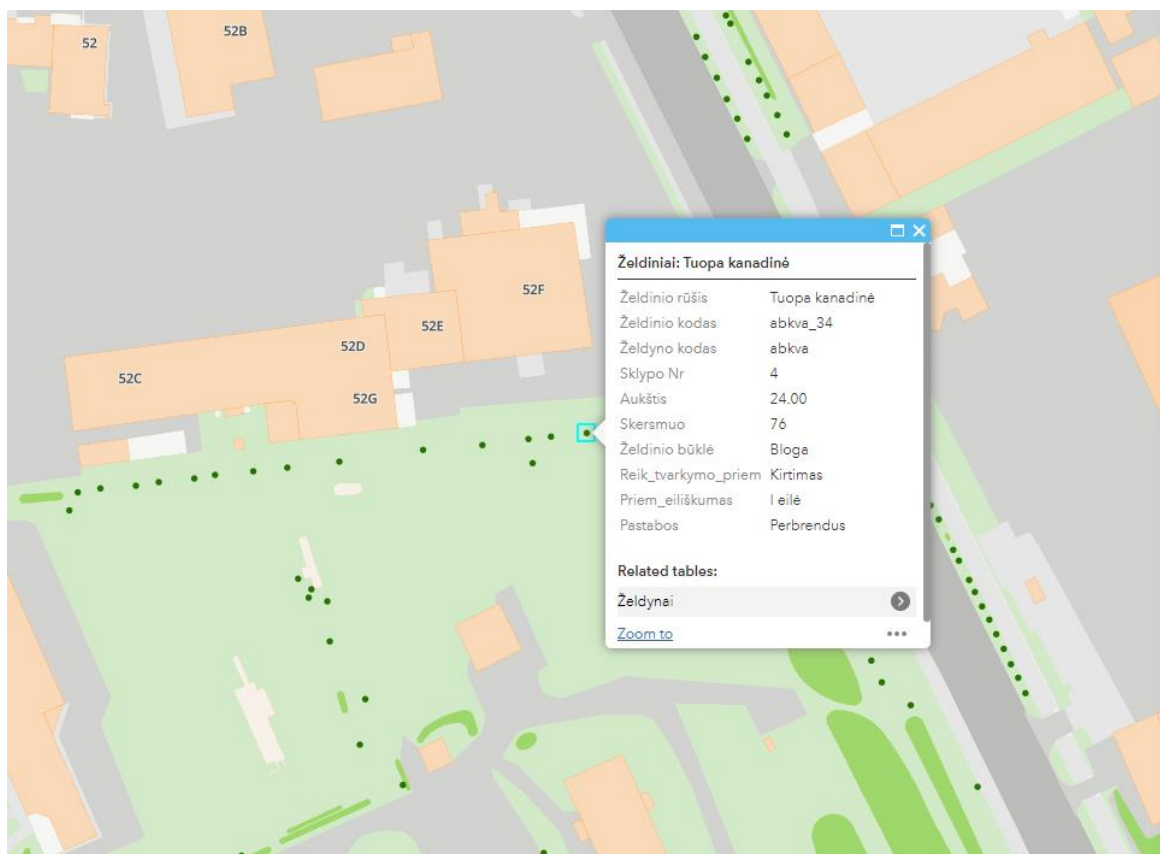 52
52B
52F
52E
52D
52C
52G
Želdiniai: Tuopa kanadinė
Želdinio rūšis Tuopa kanadinė
Želdinio kodas abkva_34
Želdyno kodas abkva
Sklypo Nr 4
Aukštis 24.00
Skersmuo 76
Želdinio būklė Bloga
Reik_tvarkymo_priem Kirtimas
Priem_eiliškumas I eilė
Pastabos Perbrendus
Related tables:
Želdynai
Zoom to